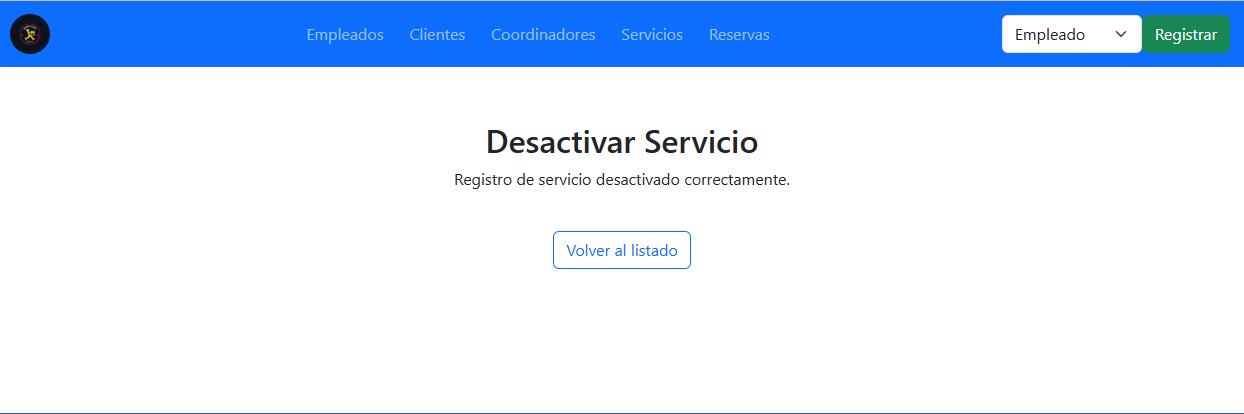 Empleados Clientes Coordinadores Servicios Reservas Empleado Registrar
Desactivar Servicio
Registro de servicio desactivado correctamente.
Volver al listado